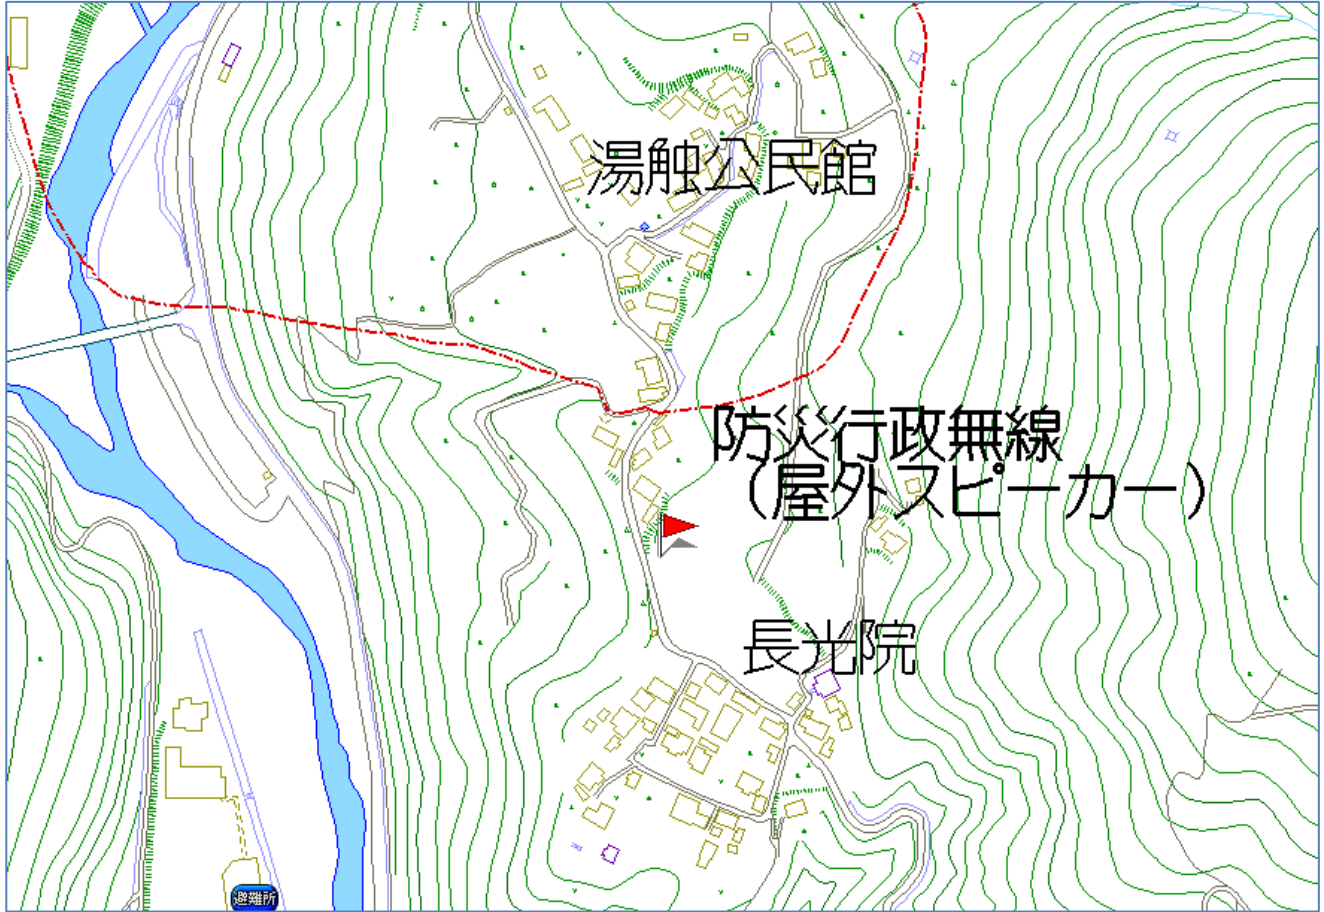 湯触公民館
防災行政無線
（屋外スピーカー）
長光院
避難所